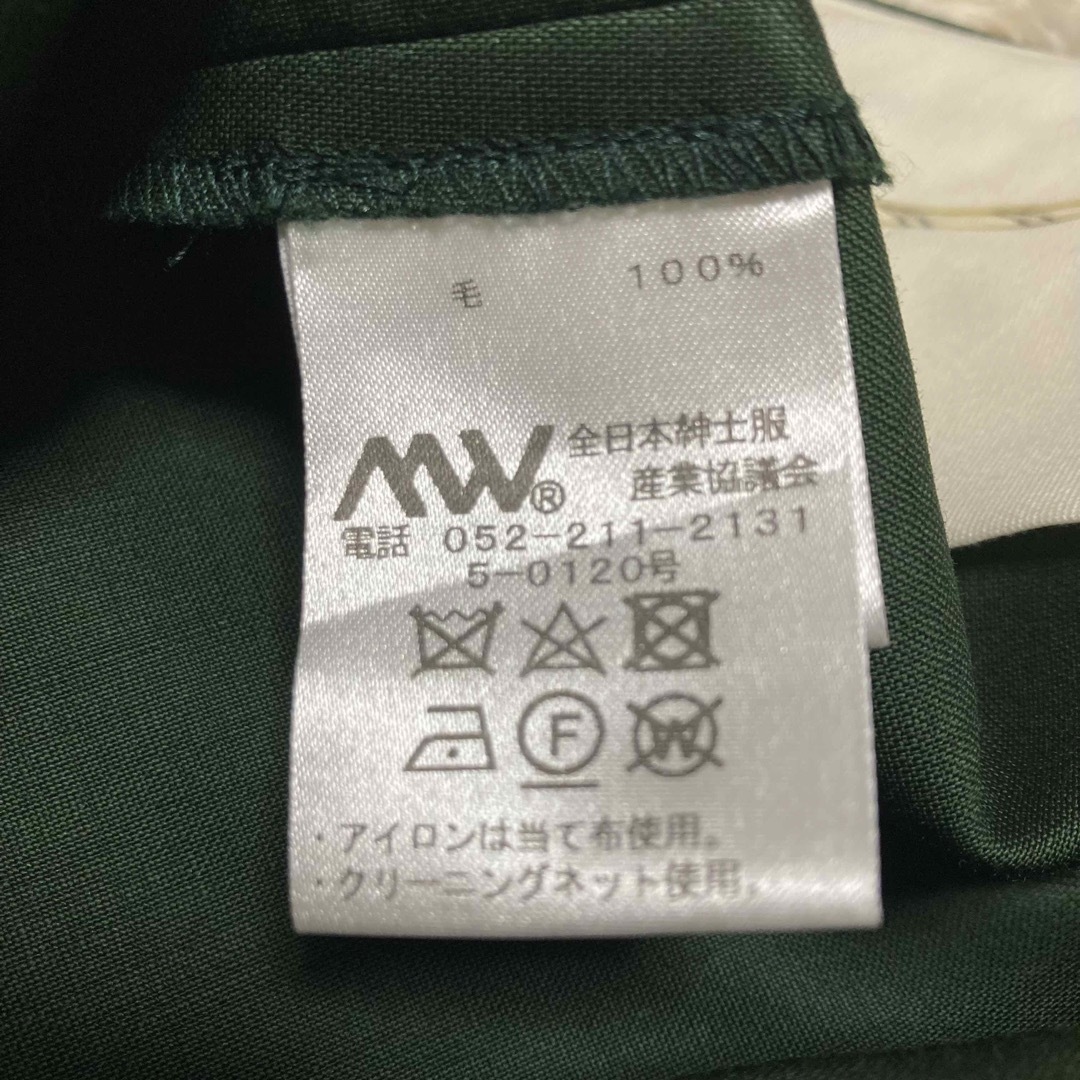 毛 100%
MW® 全日本紳士服
産業協議会
電話 052-211-2131
5-0120号
F W
・アイロンは当て布使用。
・クリーニングネット使用。